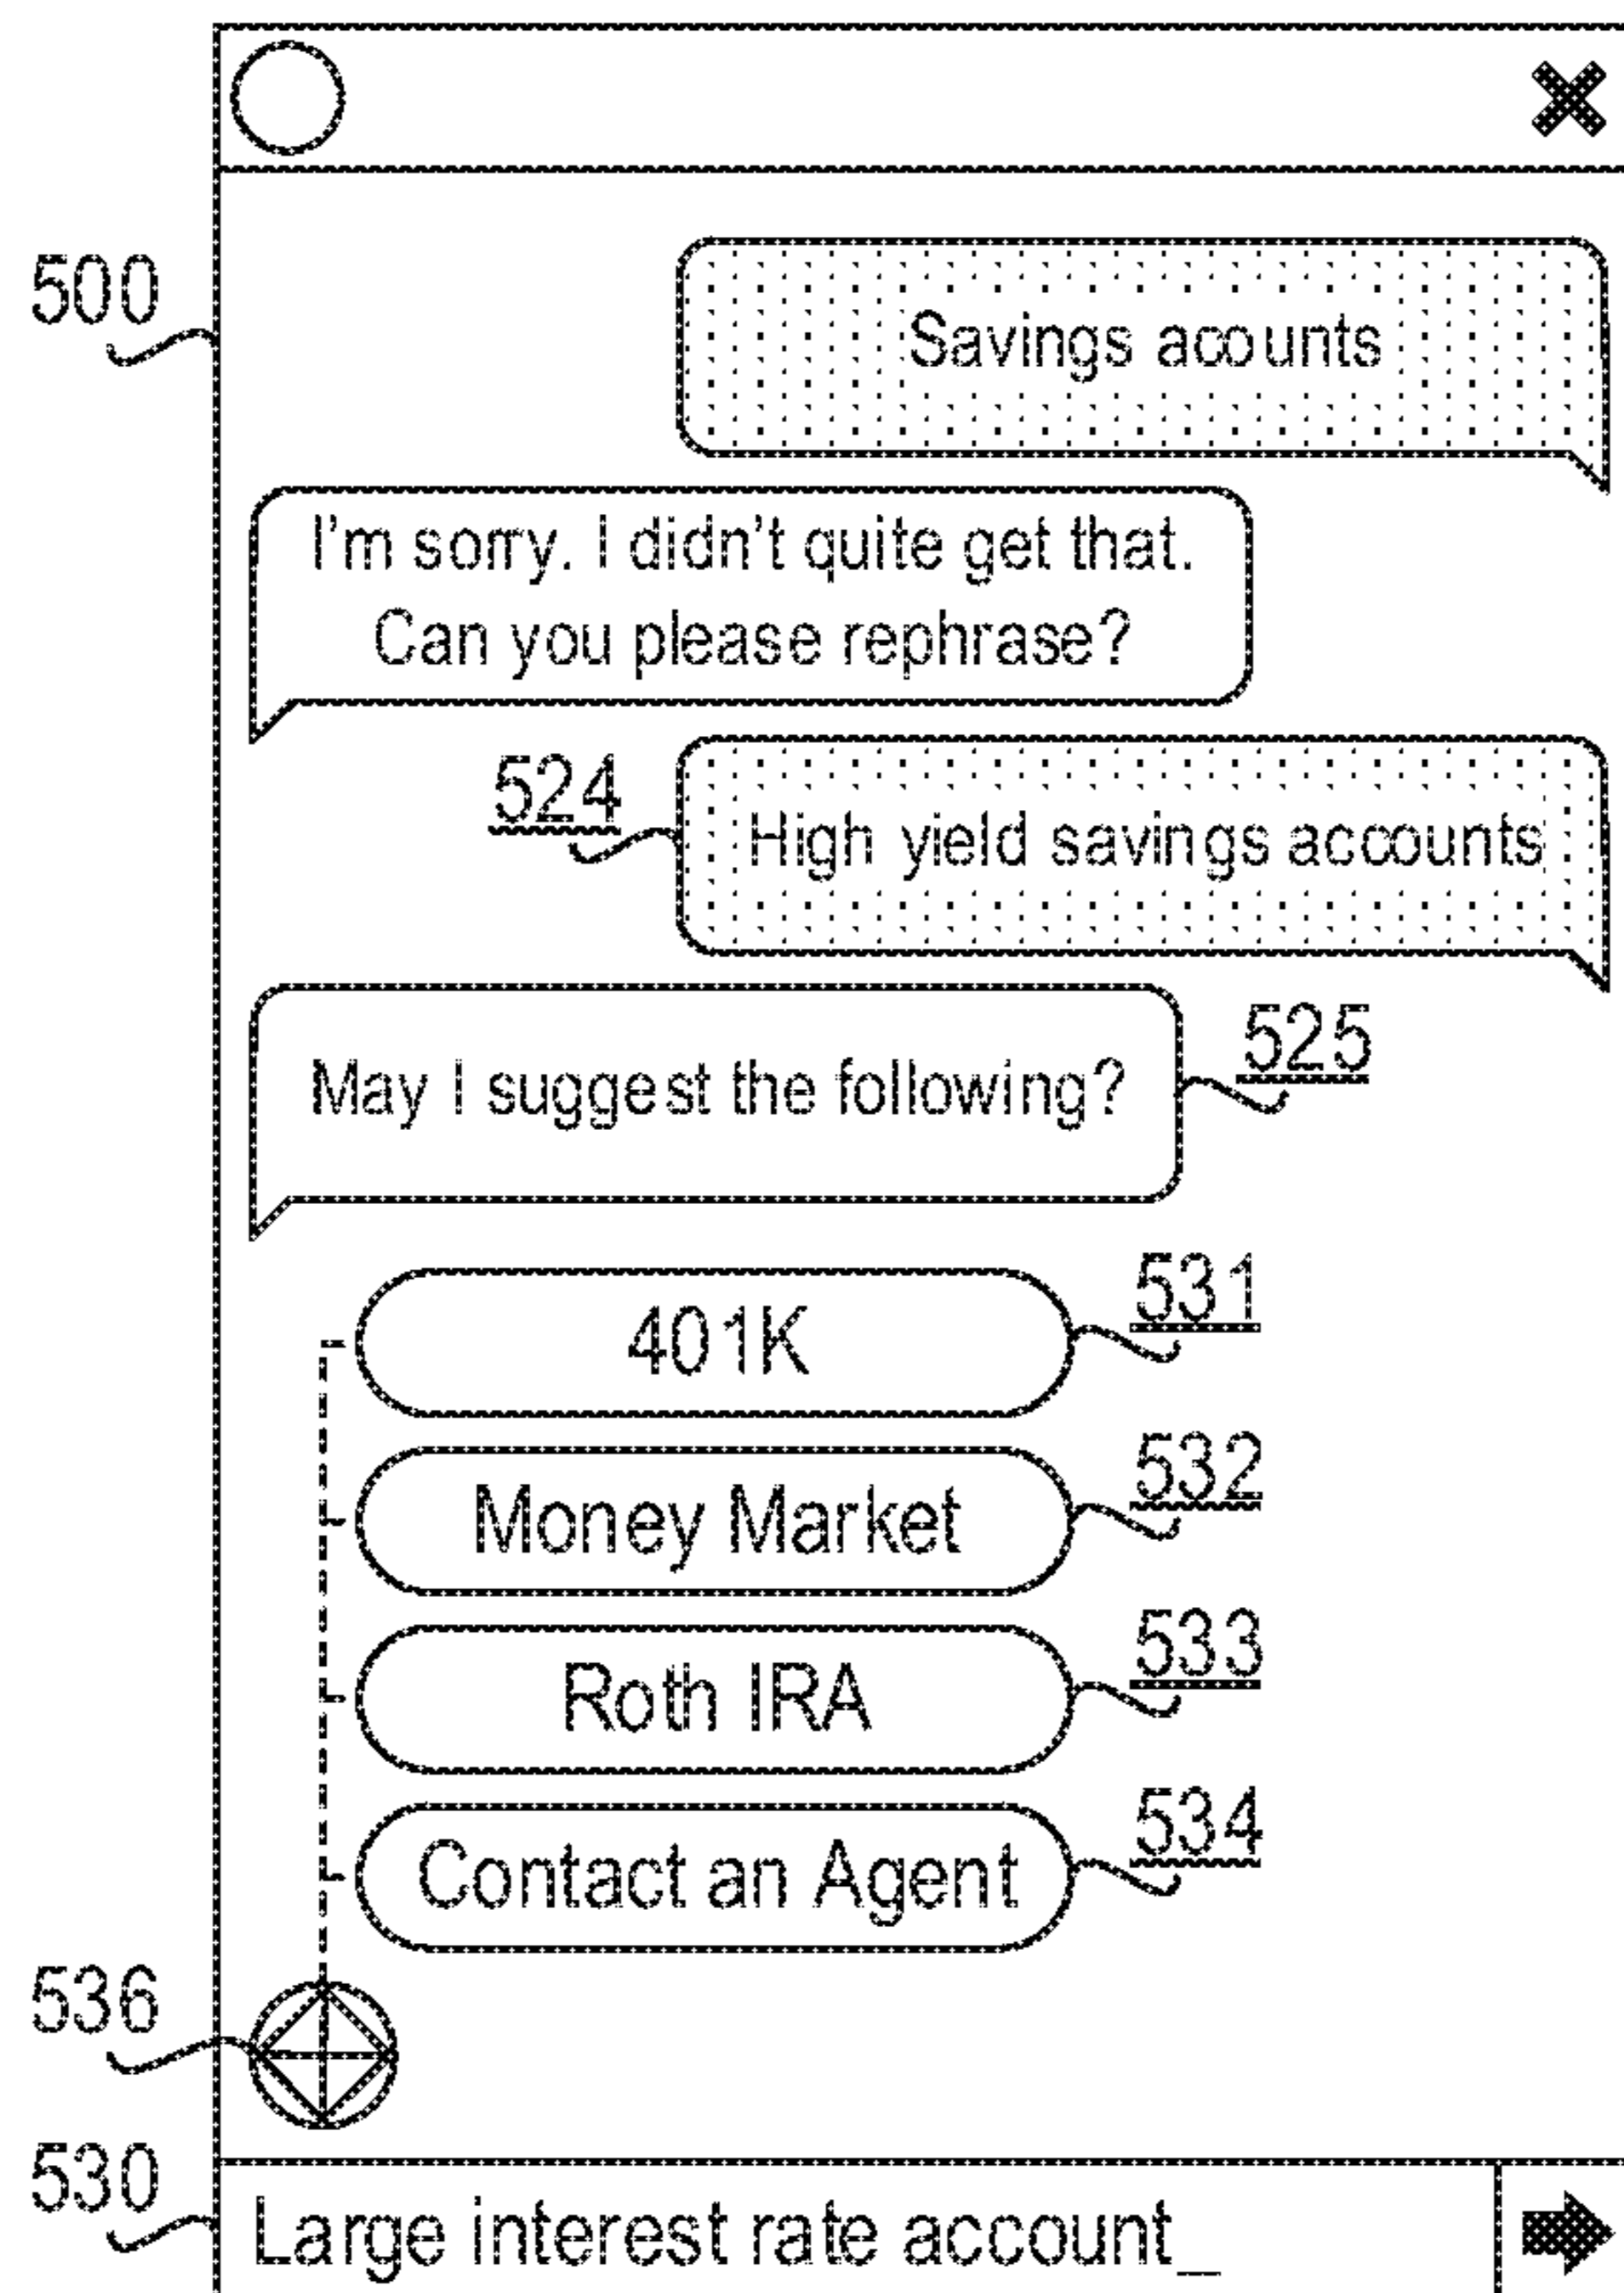 500
Savings acounts
I'm sorry. I didn't quite get that.
Can you please rephrase?
524
High yield savings accounts
May I suggest the following?
525
401K
531
Money Market
532
Roth IRA
533
Contact an Agent
534
536
530
Large interest rate account_